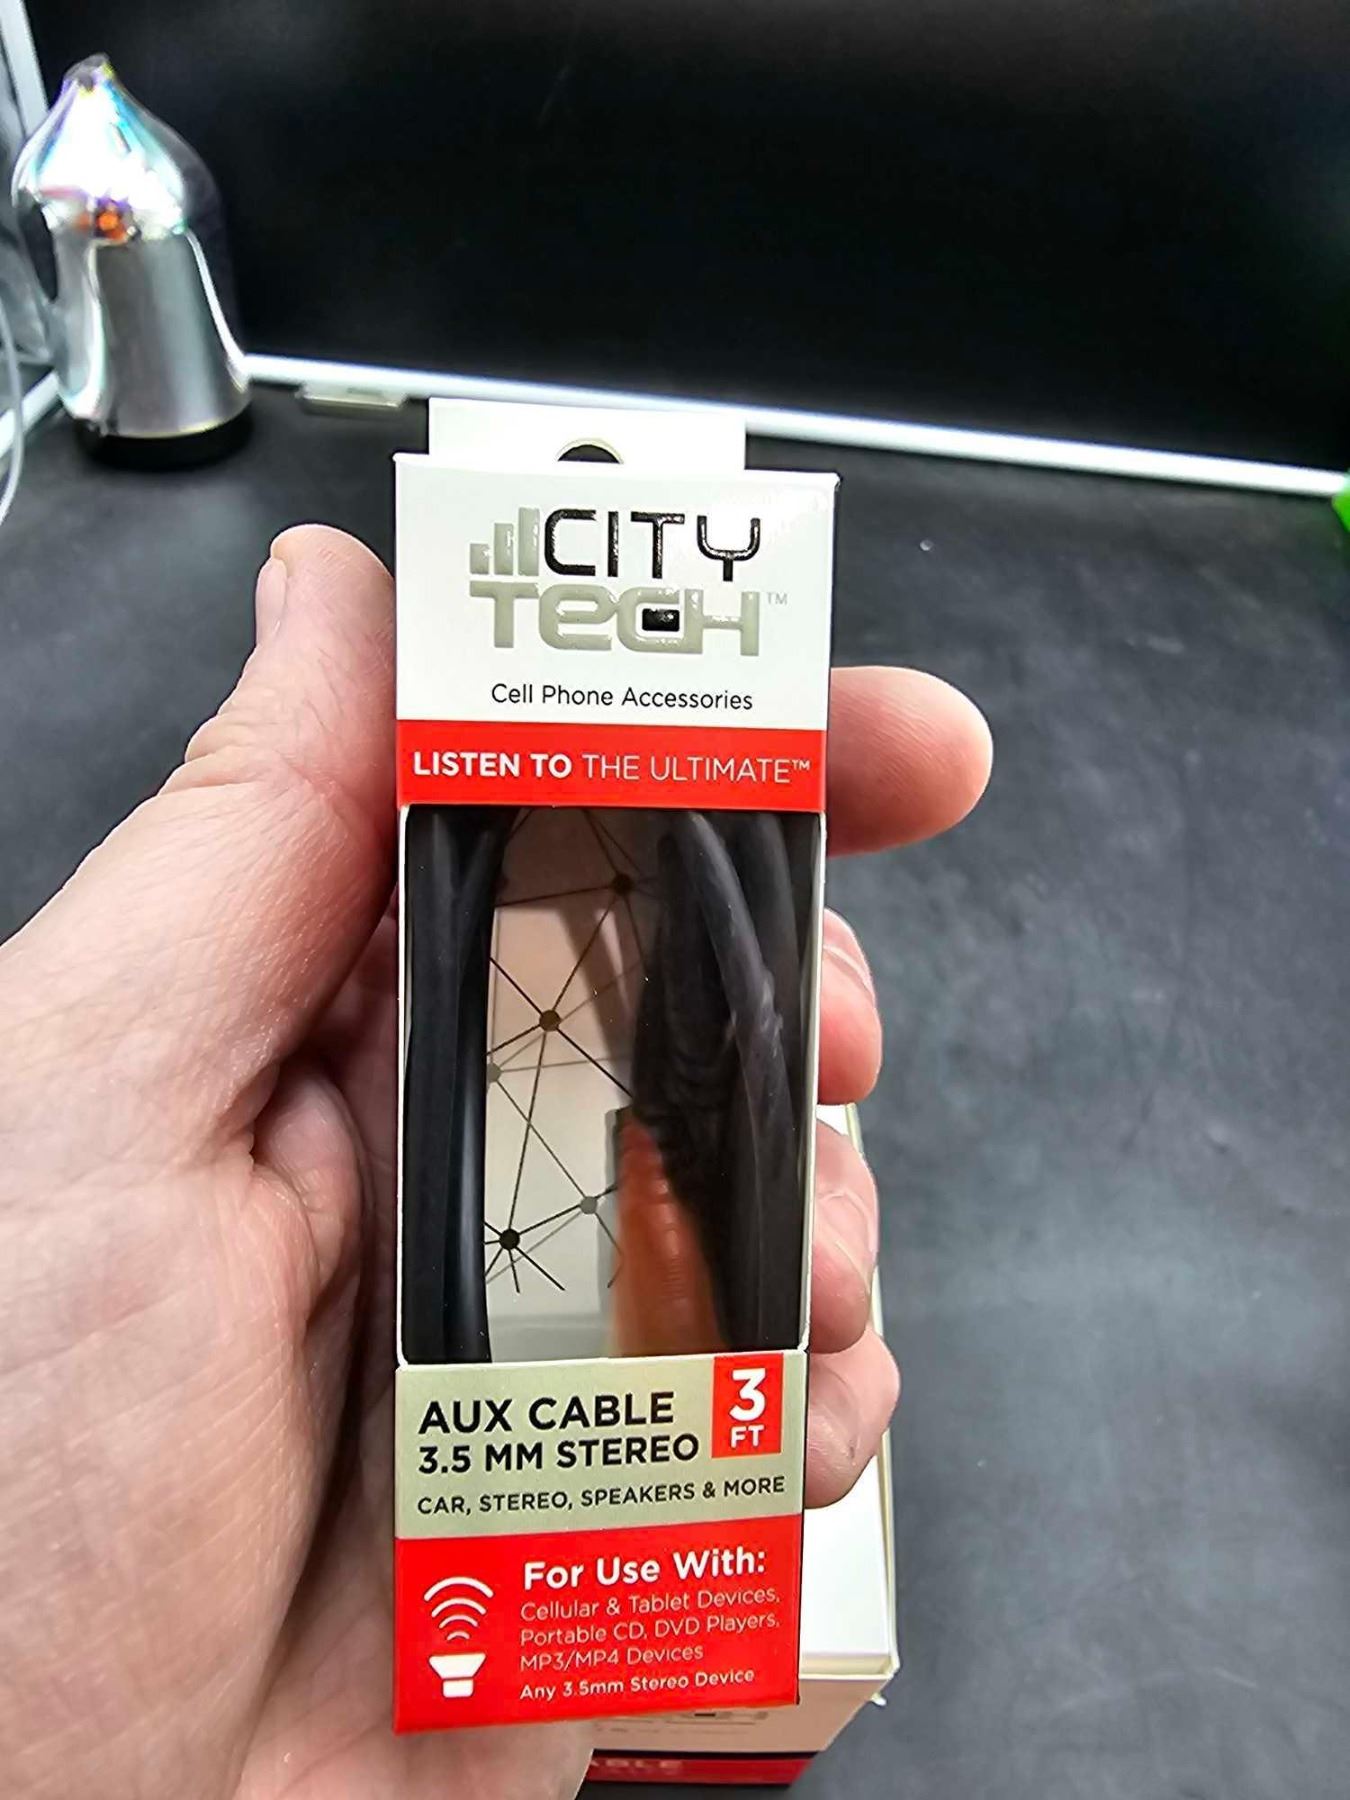 CITY
TECH™
Cell Phone Accessories
LISTEN TO THE ULTIMATE™
AUX CABLE
3.5 MM STEREO
3
FT
CAR, STEREO, SPEAKERS & MORE
For Use With:
Cellular & Tablet Devices,
Portable CD, DVD Players,
MP3/MP4 Devices
Any 3.5mm Stereo Device